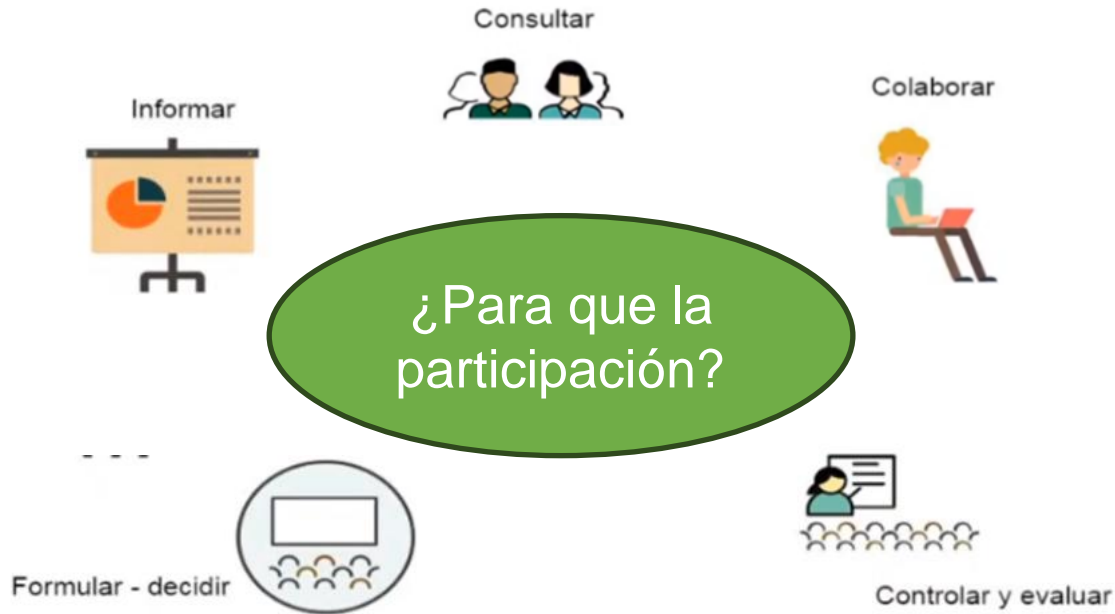 Consultar
Informar
Colaborar
¿Para que la
participación?
Formular - decidir
Controlar y evaluar